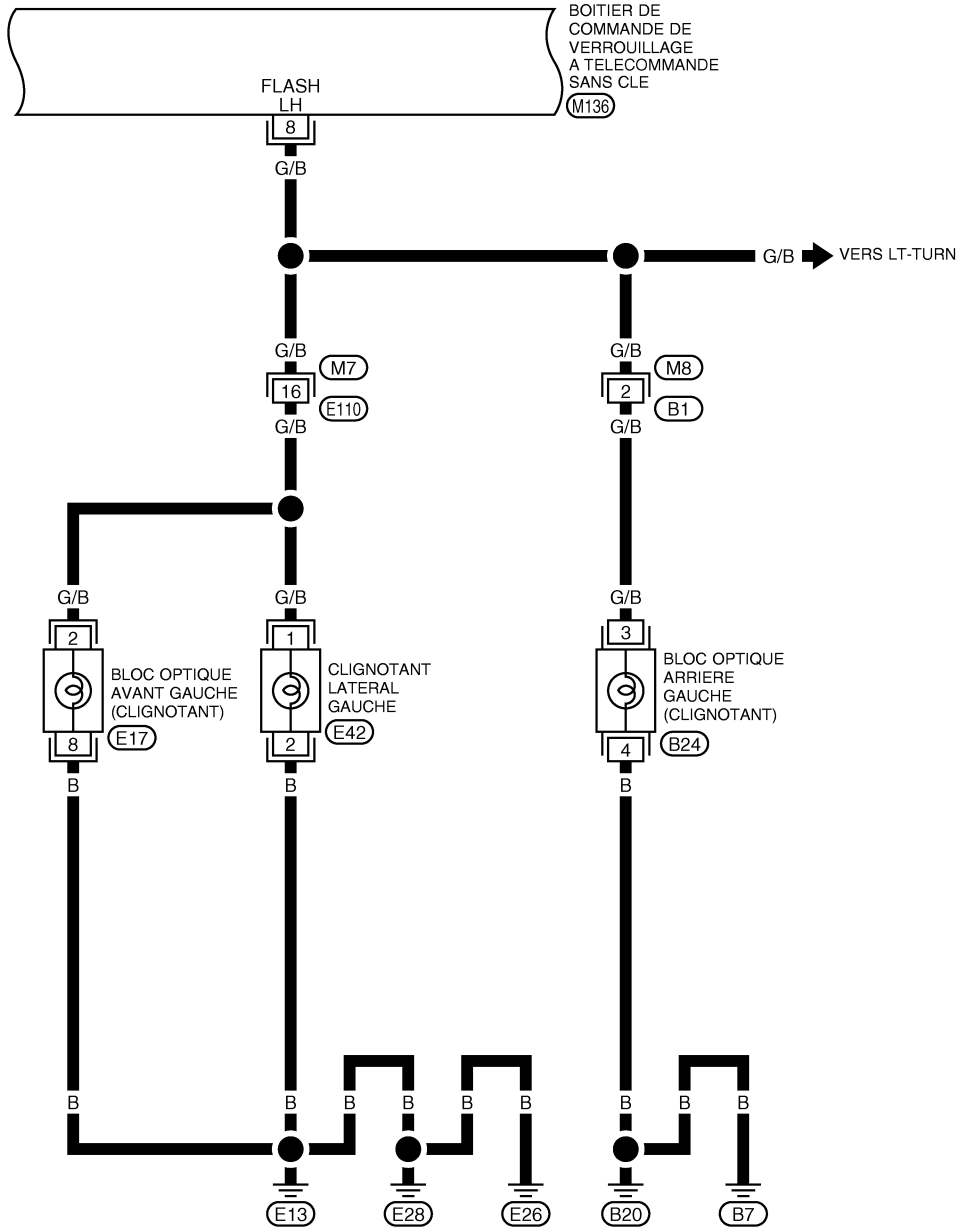 BOITIER DE
COMMANDE DE
VERROUILLAGE
A TELECOMMANDE
SANS CLE
M136
FLASH
LH
8
G/B
G/B
VERS LT-TURN
G/B
M7
16
E110
G/B
G/B
M8
2
B1
G/B
G/B
G/B
G/B
2
BLOC OPTIQUE
AVANT GAUCHE
(CLIGNOTANT)
E17
8
1
CLIGNOTANT
LATERAL
GAUCHE
E42
2
3
BLOC OPTIQUE
ARRIERE
GAUCHE
(CLIGNOTANT)
B24
4
B
B
B
B
B
B
B
B
B
B
B
B
E13
E28
E26
B20
B7